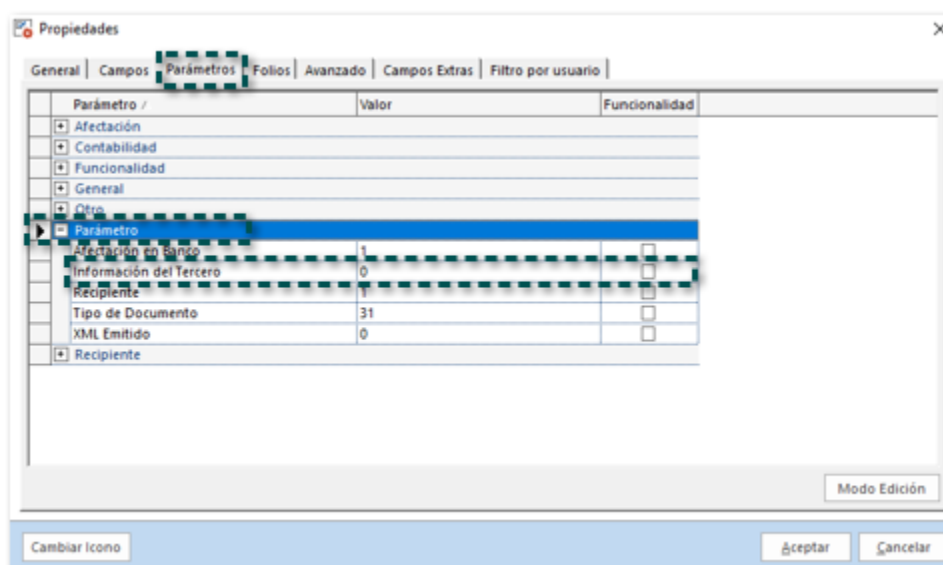 Propiedades
General Campos Parámetros Folios Avanzado Campos Extras Filtro por usuario
Parámetro Valor Funcionalidad
Afectación
Contabilidad
Funcionalidad
General
Otro
Parámetro
Afectación en Banco 1
Información del Tercero 0
Recipiente 1
Tipo de Documento 31
XML Emitido 0
Recipiente
Modo Edición
Cambiar Icono Aceptar Cancelar